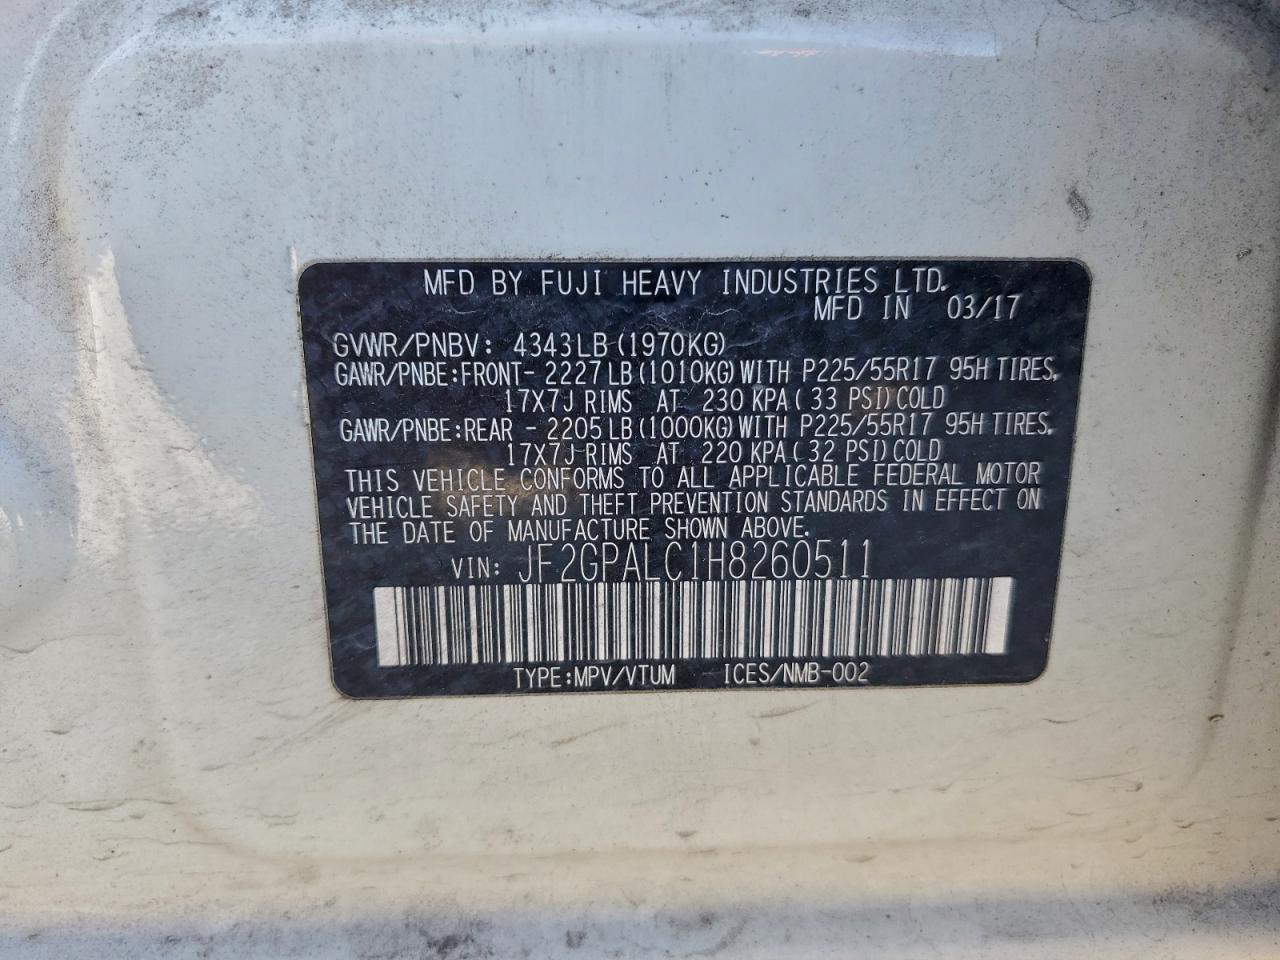 MFD BY FUJI HEAVY INDUSTRIES LTD.
MFD IN 03/17
GVWR/PNBV: 4343LB (1970KG)
GAWR/PNBE:FRONT- 2227LB(1010KG)WITH P225/55R17 95H TIRES,
17X7J RIMS AT 230 KPA( 33 PSI)COLD
GAWR/PNBE:REAR - 2205LB(1000KG)WITH P225/55R17 95H TIRES,
17X7J RIMS AT 220 KPA( 32 PSI)COLD
THIS VEHICLE CONFORMS TO ALL APPLICABLE FEDERAL MOTOR
VEHICLE SAFETY AND THEFT PREVENTION STANDARDS IN EFFECT ON
THE DATE OF MANUFACTURE SHOWN ABOVE.
VIN: JF2GPALC1H8260511
TYPE:MPV/VTUM ICES/NMB-002